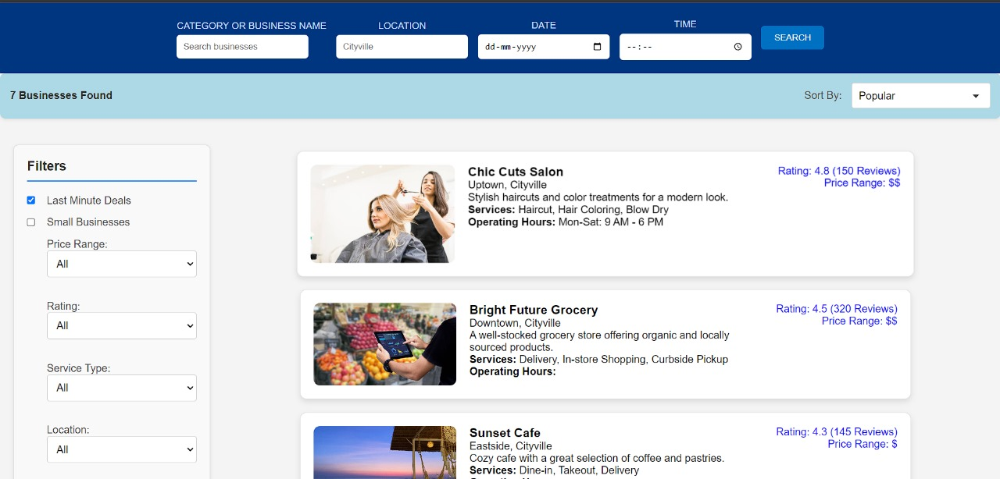 CATEGORY OR BUSINESS NAME
LOCATION
DATE
TIME
Search businesses
Cityville
dd-mm-yyyy
--:--
SEARCH
7 Businesses Found
Sort By:
Popular
Filters
Last Minute Deals
Small Businesses
Price Range:
All
Rating:
All
Service Type:
All
Location:
All
Chic Cuts Salon
Uptown, Cityville
Stylish haircuts and color treatments for a modern look.
Services: Haircut, Hair Coloring, Blow Dry
Operating Hours: Mon-Sat: 9 AM - 6 PM
Rating: 4.8 (150 Reviews)
Price Range: $$
Bright Future Grocery
Downtown, Cityville
A well-stocked grocery store offering organic and locally
sourced products.
Services: Delivery, In-store Shopping, Curbside Pickup
Operating Hours:
Rating: 4.5 (320 Reviews)
Price Range: $$
Sunset Cafe
Eastside, Cityville
Cozy cafe with a great selection of coffee and pastries.
Services: Dine-in, Takeout, Delivery
Rating: 4.3 (145 Reviews)
Price Range: $